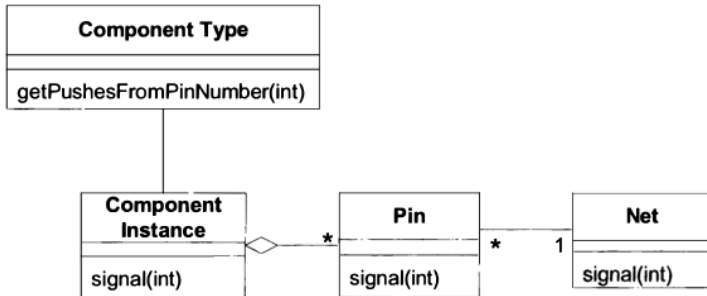 Component Type
getPushesFromPinNumber(int)
Component
Instance
signal(int)
*
Pin
signal(int)
*
1
Net
signal(int)